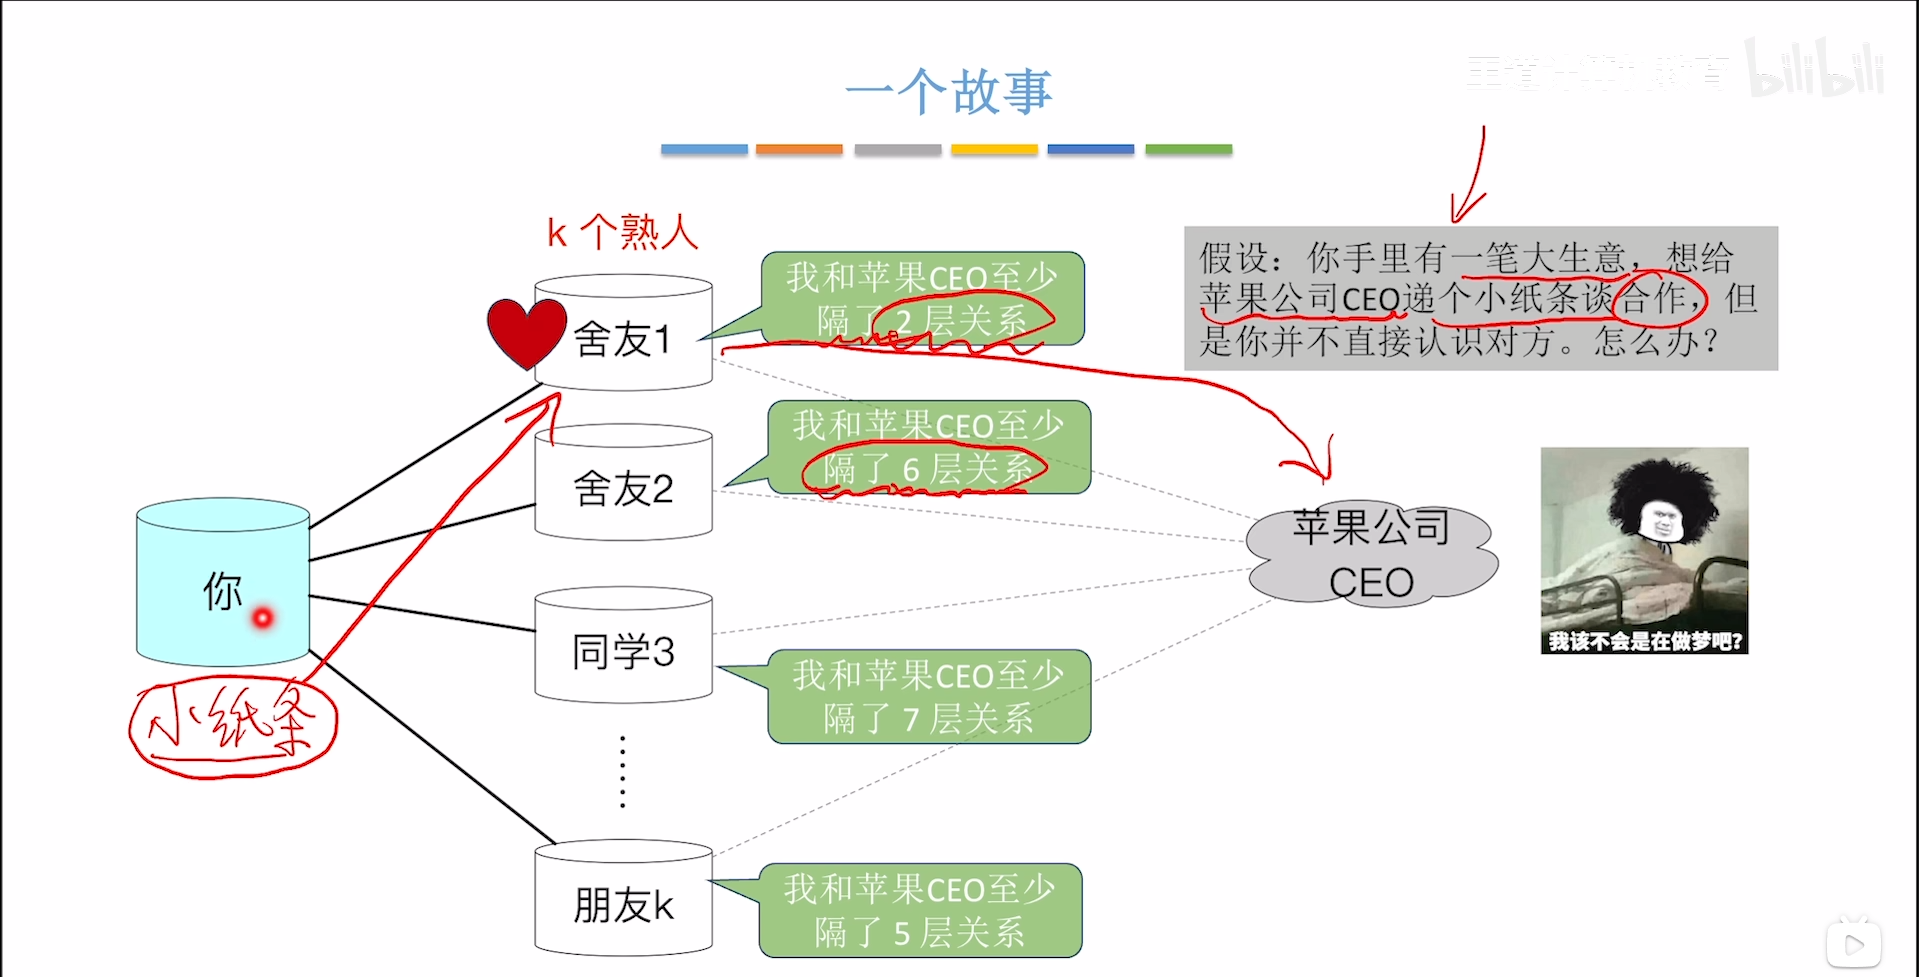 一个故事
王道计算机教育
bilibili
k 个熟人
假设：你手里有一笔大生意，想给
苹果公司CEO递个小纸条谈合作，但
是你并不直接认识对方。怎么办？
我和苹果CEO至少
隔了 2 层关系
舍友1
我和苹果CEO至少
隔了 6 层关系
舍友2
苹果公司
CEO
你
同学3
我和苹果CEO至少
隔了 7 层关系
我该不会是在做梦吧?
小纸条
朋友k
我和苹果CEO至少
隔了 5 层关系